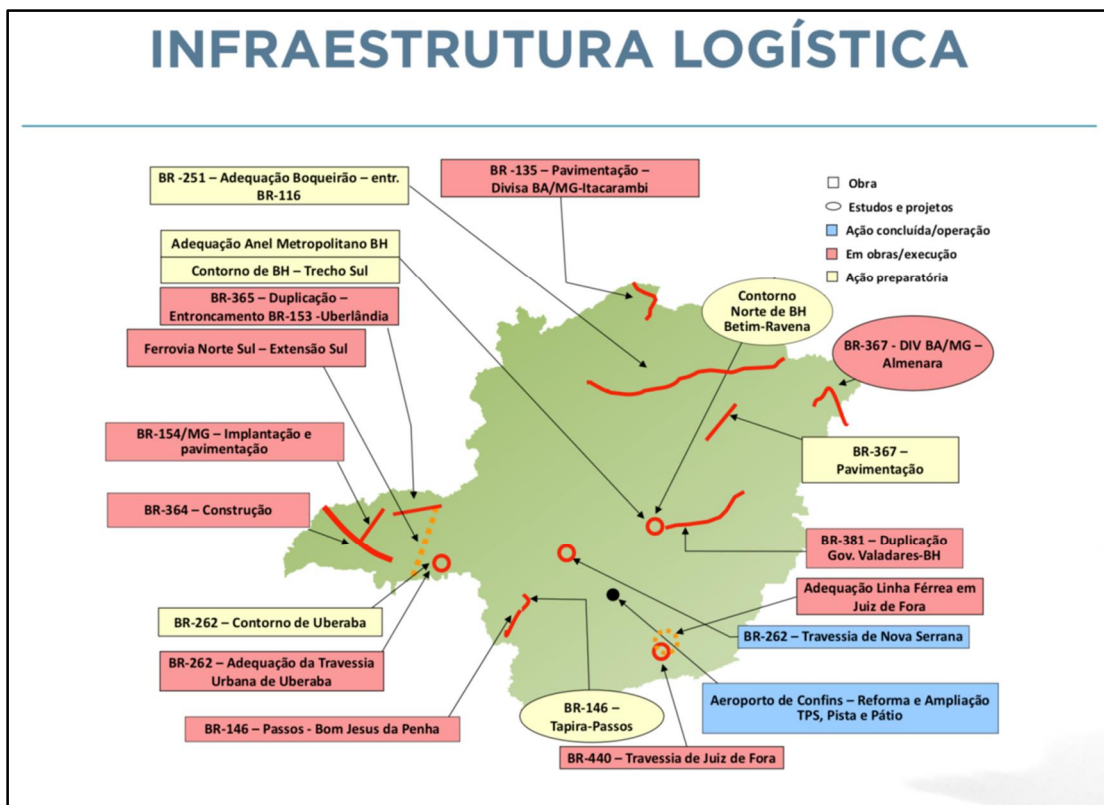 INFRAESTRUTURA LOGÍSTICA
BR -251 – Adequação Boqueirão – entr.
BR-116
BR -135 – Pavimentação –
Divisa BA/MG-Itacarambi
Obra
Estudos e projetos
Ação concluída/operação
Em obras/execução
Ação preparatória
Adequação Anel Metropolitano BH
Contorno de BH – Trecho Sul
BR-365 – Duplicação –
Entroncamento BR-153 -Uberlândia
Ferrovia Norte Sul – Extensão Sul
Contorno
Norte de BH
Betim-Ravena
BR-367 - DIV BA/MG –
Almenara
BR-154/MG – Implantação e
pavimentação
BR-367 –
Pavimentação
BR-364 – Construção
BR-381 – Duplicação
Gov. Valadares-BH
Adequação Linha Férrea em
Juiz de Fora
BR-262 – Contorno de Uberaba
BR-262 – Travessia de Nova Serrana
BR-262 – Adequação da Travessia
Urbana de Uberaba
Aeroporto de Confins – Reforma e Ampliação
TPS, Pista e Pátio
BR-146 –
Tapira-Passos
BR-146 – Passos - Bom Jesus da Penha
BR-440 – Travessia de Juiz de Fora